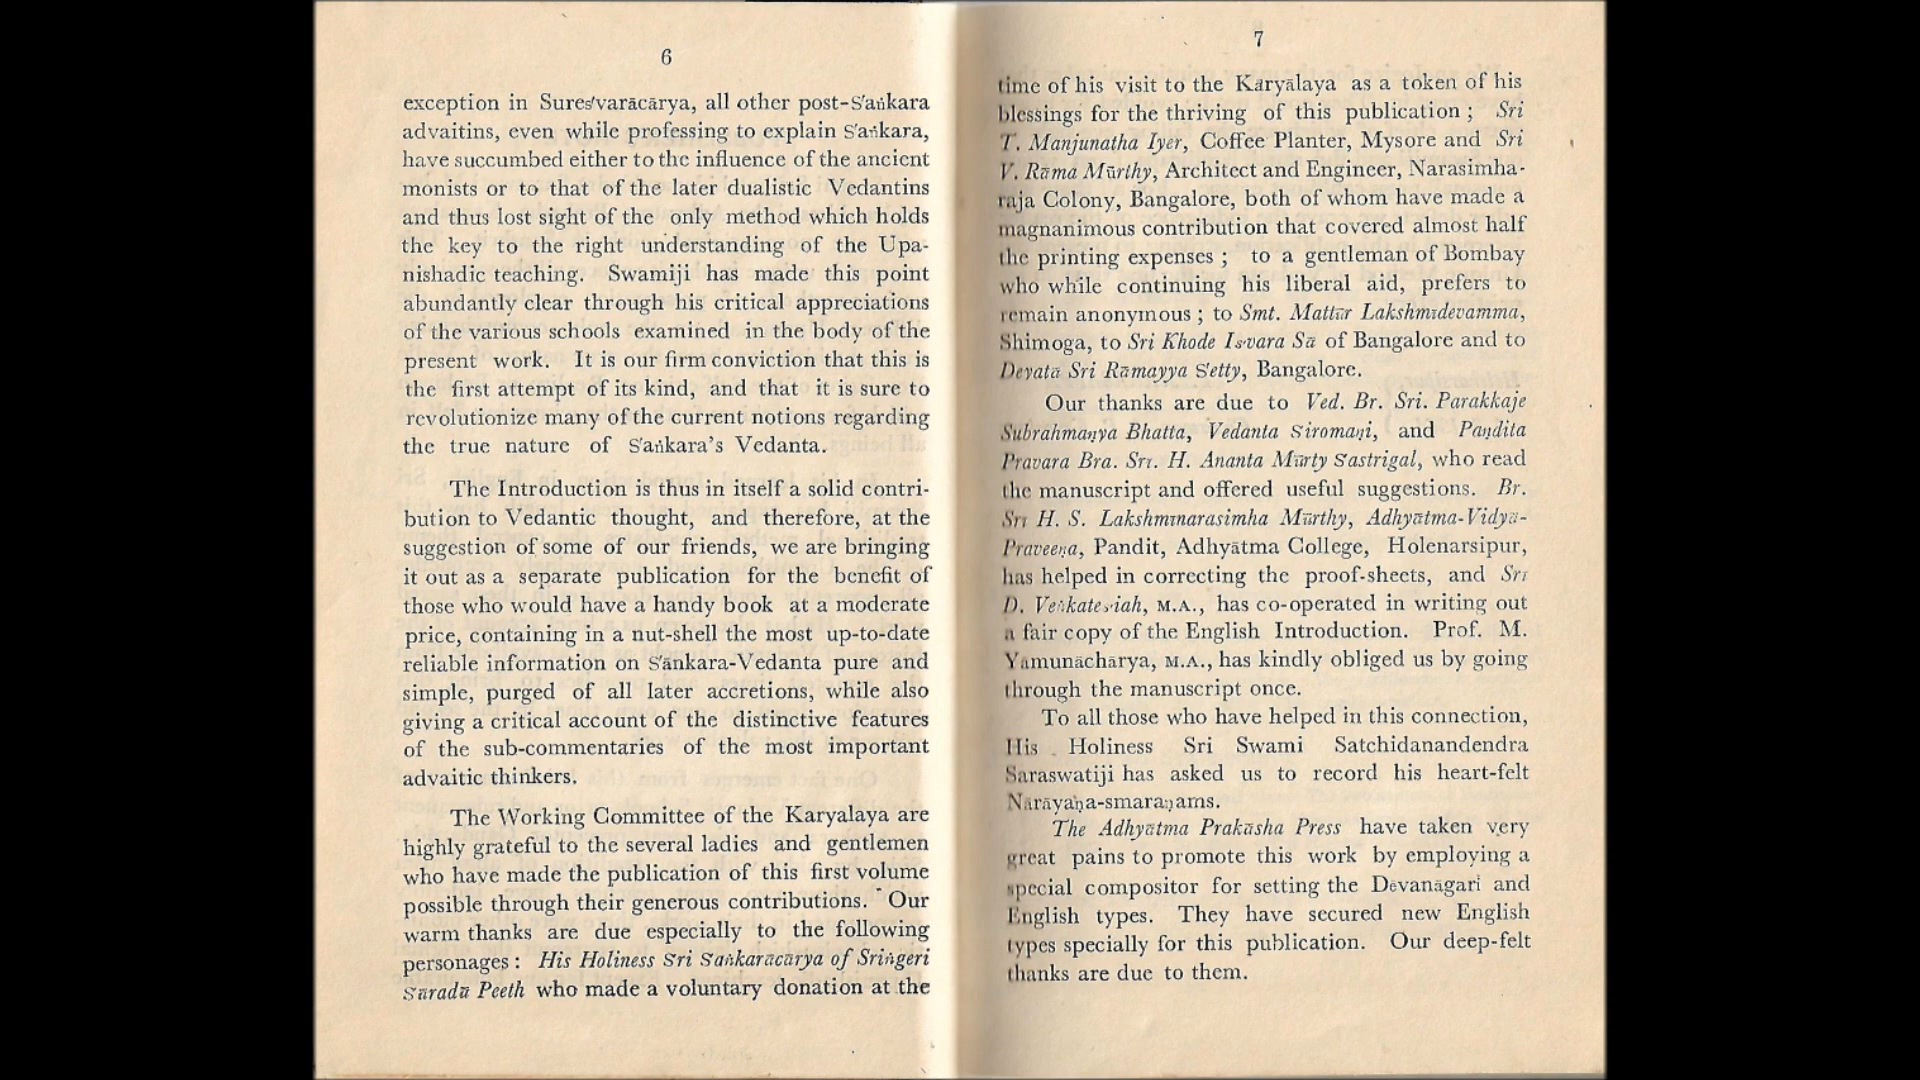 6
exception in Sures'varācārya, all other post-S'aṅkara
advaitins, even while professing to explain S'aṅkara,
have succumbed either to the influence of the ancient
monists or to that of the later dualistic Vedantins
and thus lost sight of the only method which holds
the key to the right understanding of the Upa-
nishadic teaching. Swamiji has made this point
abundantly clear through his critical appreciations
of the various schools examined in the body of the
present work. It is our firm conviction that this is
the first attempt of its kind, and that it is sure to
revolutionize many of the current notions regarding
the true nature of S'aṅkara's Vedanta.
The Introduction is thus in itself a solid contri-
bution to Vedantic thought, and therefore, at the
suggestion of some of our friends, we are bringing
it out as a separate publication for the benefit of
those who would have a handy book at a moderate
price, containing in a nut-shell the most up-to-date
reliable information on S'ānkara-Vedanta pure and
simple, purged of all later accretions, while also
giving a critical account of the distinctive features
of the sub-commentaries of the most important
advaitic thinkers.
The Working Committee of the Karyalaya are
highly grateful to the several ladies and gentlemen
who have made the publication of this first volume
possible through their generous contributions. Our
warm thanks are due especially to the following
personages: His Holiness S'ri S'aṅkarācārya of Sriṅgeri
S'āradā Peeth who made a voluntary donation at the
7
time of his visit to the Kāryālaya as a token of his
blessings for the thriving of this publication; Sri
T. Manjunatha Iyer, Coffee Planter, Mysore and Sri
V. Rāma Mūrthy, Architect and Engineer, Narasimha-
raja Colony, Bangalore, both of whom have made a
magnanimous contribution that covered almost half
the printing expenses; to a gentleman of Bombay
who while continuing his liberal aid, prefers to
remain anonymous; to Smt. Mattūr Lakshmīdevamma,
Shimoga, to Sri Khode Is'vara Sā of Bangalore and to
Devatā Sri Rāmayya S'etty, Bangalore.
Our thanks are due to Ved. Br. Sri. Parakkaje
Subrahmaṇya Bhatta, Vedanta S'iromaṇi, and Paṇdita
Pravara Bra. Srī. H. Ananta Mūrty S'astrigal, who read
the manuscript and offered useful suggestions. Br.
Srī H. S. Lakshmīnarasimha Mūrthy, Adhyātma-Vidyā-
Praveeṇa, Pandit, Adhyātma College, Holenarsipur,
has helped in correcting the proof-sheets, and Srī
D. Veṅkates'iah, M.A., has co-operated in writing out
a fair copy of the English Introduction. Prof. M.
Yamunāchārya, M.A., has kindly obliged us by going
through the manuscript once.
To all those who have helped in this connection,
His Holiness Sri Swami Satchidanandendra
Saraswatiji has asked us to record his heart-felt
Nārāyaṇa-smaraṇams.
The Adhyātma Prakāsha Press have taken very
great pains to promote this work by employing a
special compositor for setting the Devanāgarī and
English types. They have secured new English
types specially for this publication. Our deep-felt
thanks are due to them.